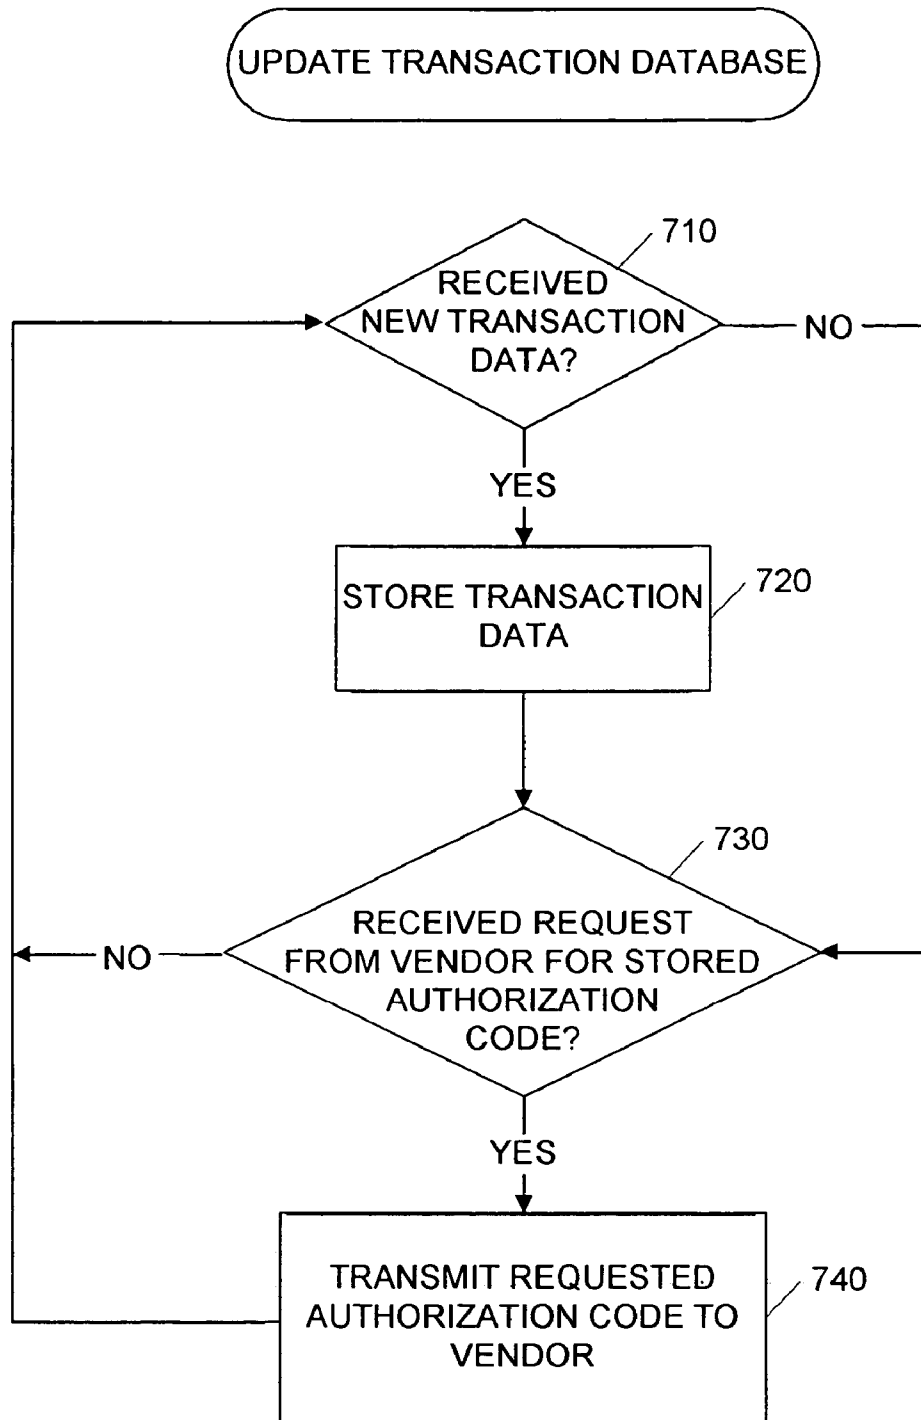 UPDATE TRANSACTION DATABASE
710
RECEIVED
NEW TRANSACTION
DATA?
NO
YES
STORE TRANSACTION
DATA
720
730
RECEIVED REQUEST
FROM VENDOR FOR STORED
AUTHORIZATION
CODE?
NO
YES
TRANSMIT REQUESTED
AUTHORIZATION CODE TO
VENDOR
740